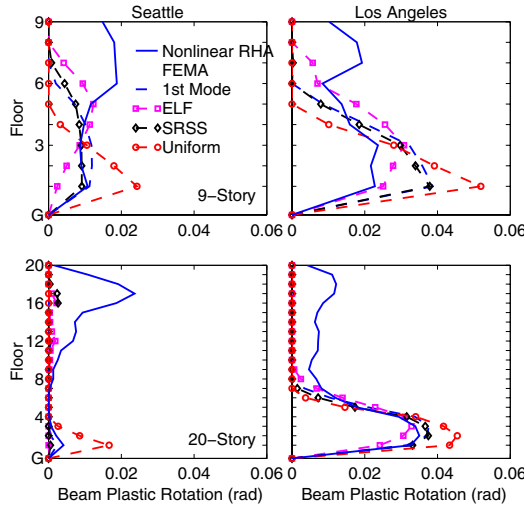 Seattle
Los Angeles
9
6
3
G
Floor
Nonlinear RHA
FEMA
1st Mode
ELF
SRSS
Uniform
9–Story
0
0.02
0.04
0.06
0
0.02
0.04
0.06
20
16
12
8
4
G
Floor
20–Story
0
0.02
0.04
0.06
0
0.02
0.04
0.06
Beam Plastic Rotation (rad)
Beam Plastic Rotation (rad)